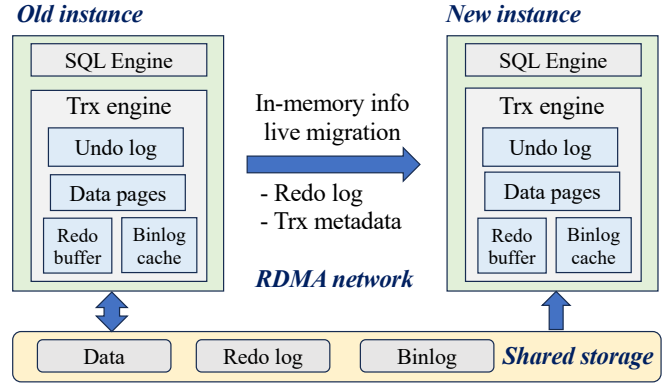 Old instance
SQL Engine
Trx engine
Undo log
Data pages
Redo
buffer
Binlog
cache
In-memory info
live migration
- Redo log
- Trx metadata
RDMA network
New instance
SQL Engine
Trx engine
Undo log
Data pages
Redo
buffer
Binlog
cache
Data
Redo log
Binlog
Shared storage